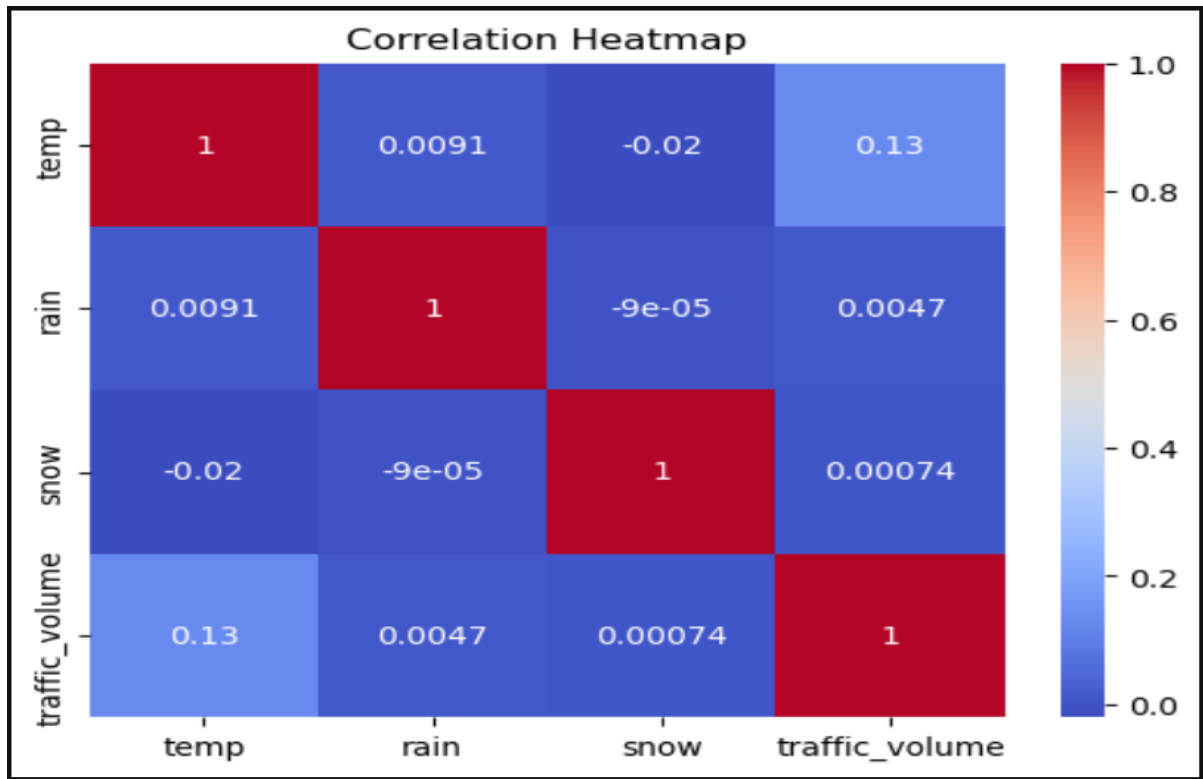 Correlation Heatmap
temp 1 0.0091 -0.02 0.13
rain 0.0091 1 -9e-05 0.0047
snow -0.02 -9e-05 1 0.00074
traffic_volume 0.13 0.0047 0.00074 1
temp rain snow traffic_volume
1.0
0.8
0.6
0.4
0.2
0.0